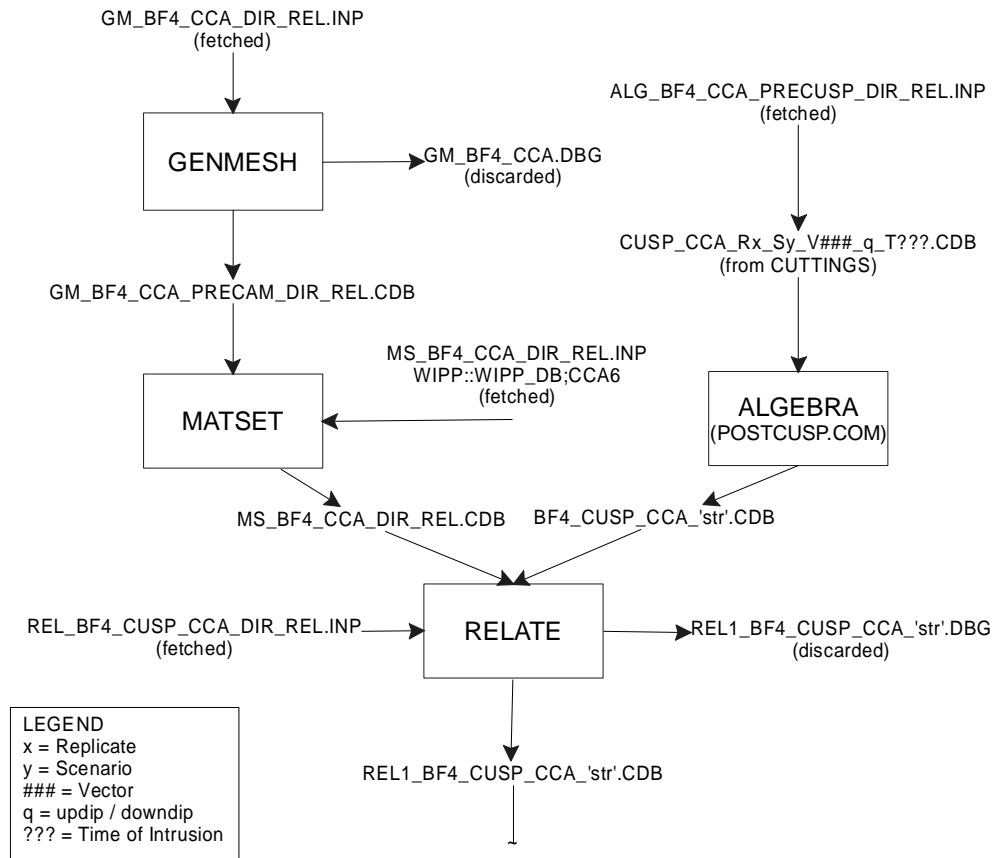 GM_BF4_CCA_DIR_REL.INP
(fetched)
ALG_BF4_CCA_PRECUSP_DIR_REL.INP
(fetched)
GENMESH
GM_BF4_CCA.DBG
(discarded)
CUSP_CCA_Rx_Sy_V###_q_T???.CDB
(from CUTTINGS)
GM_BF4_CCA_PRECAM_DIR_REL.CDB
MS_BF4_CCA_DIR_REL.INP
WIPP::WIPP_DB;CCA6
(fetched)
MATSET
ALGEBRA
(POSTCUSP.COM)
MS_BF4_CCA_DIR_REL.CDB
BF4_CUSP_CCA_'str'.CDB
REL_BF4_CUSP_CCA_DIR_REL.INP
(fetched)
RELATE
REL1_BF4_CUSP_CCA_'str'.DBG
(discarded)
LEGEND
x = Replicate
y = Scenario
### = Vector
q = updip / downdip
??? = Time of Intrusion
REL1_BF4_CUSP_CCA_'str'.CDB
~